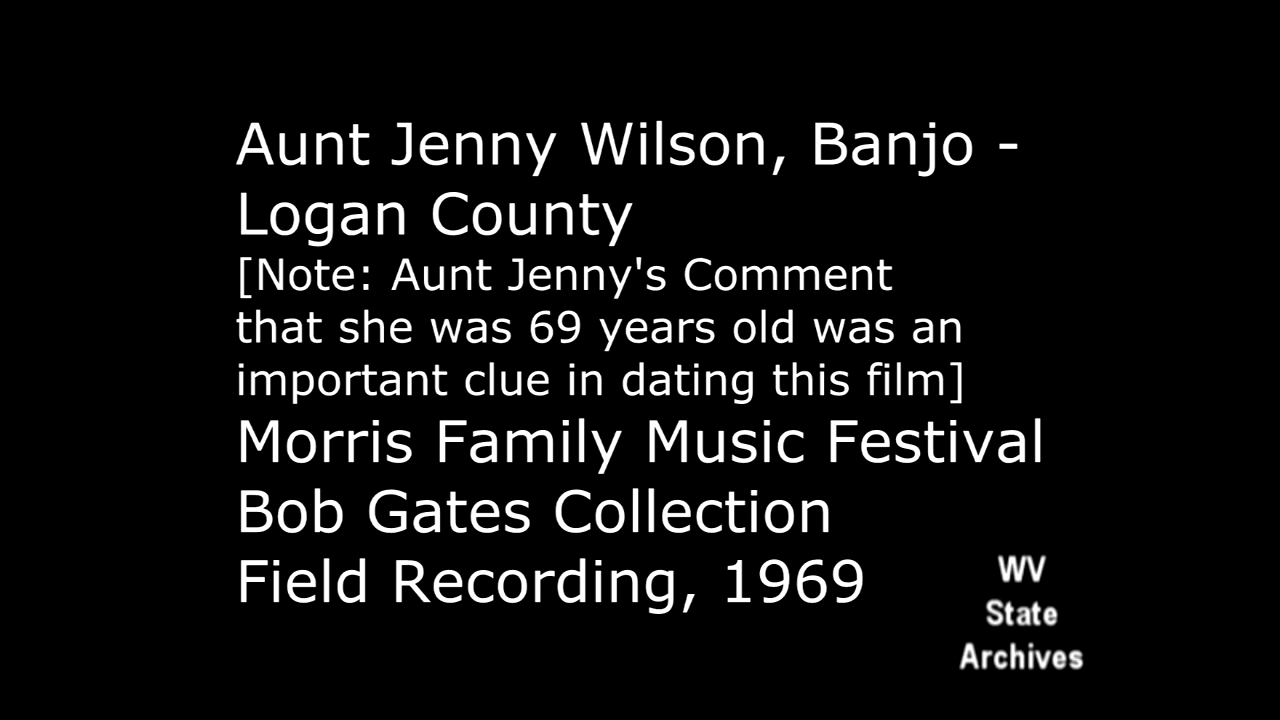 Aunt Jenny Wilson, Banjo -
Logan County
[Note: Aunt Jenny's Comment
that she was 69 years old was an
important clue in dating this film]
Morris Family Music Festival
Bob Gates Collection
Field Recording, 1969
WV
State
Archives